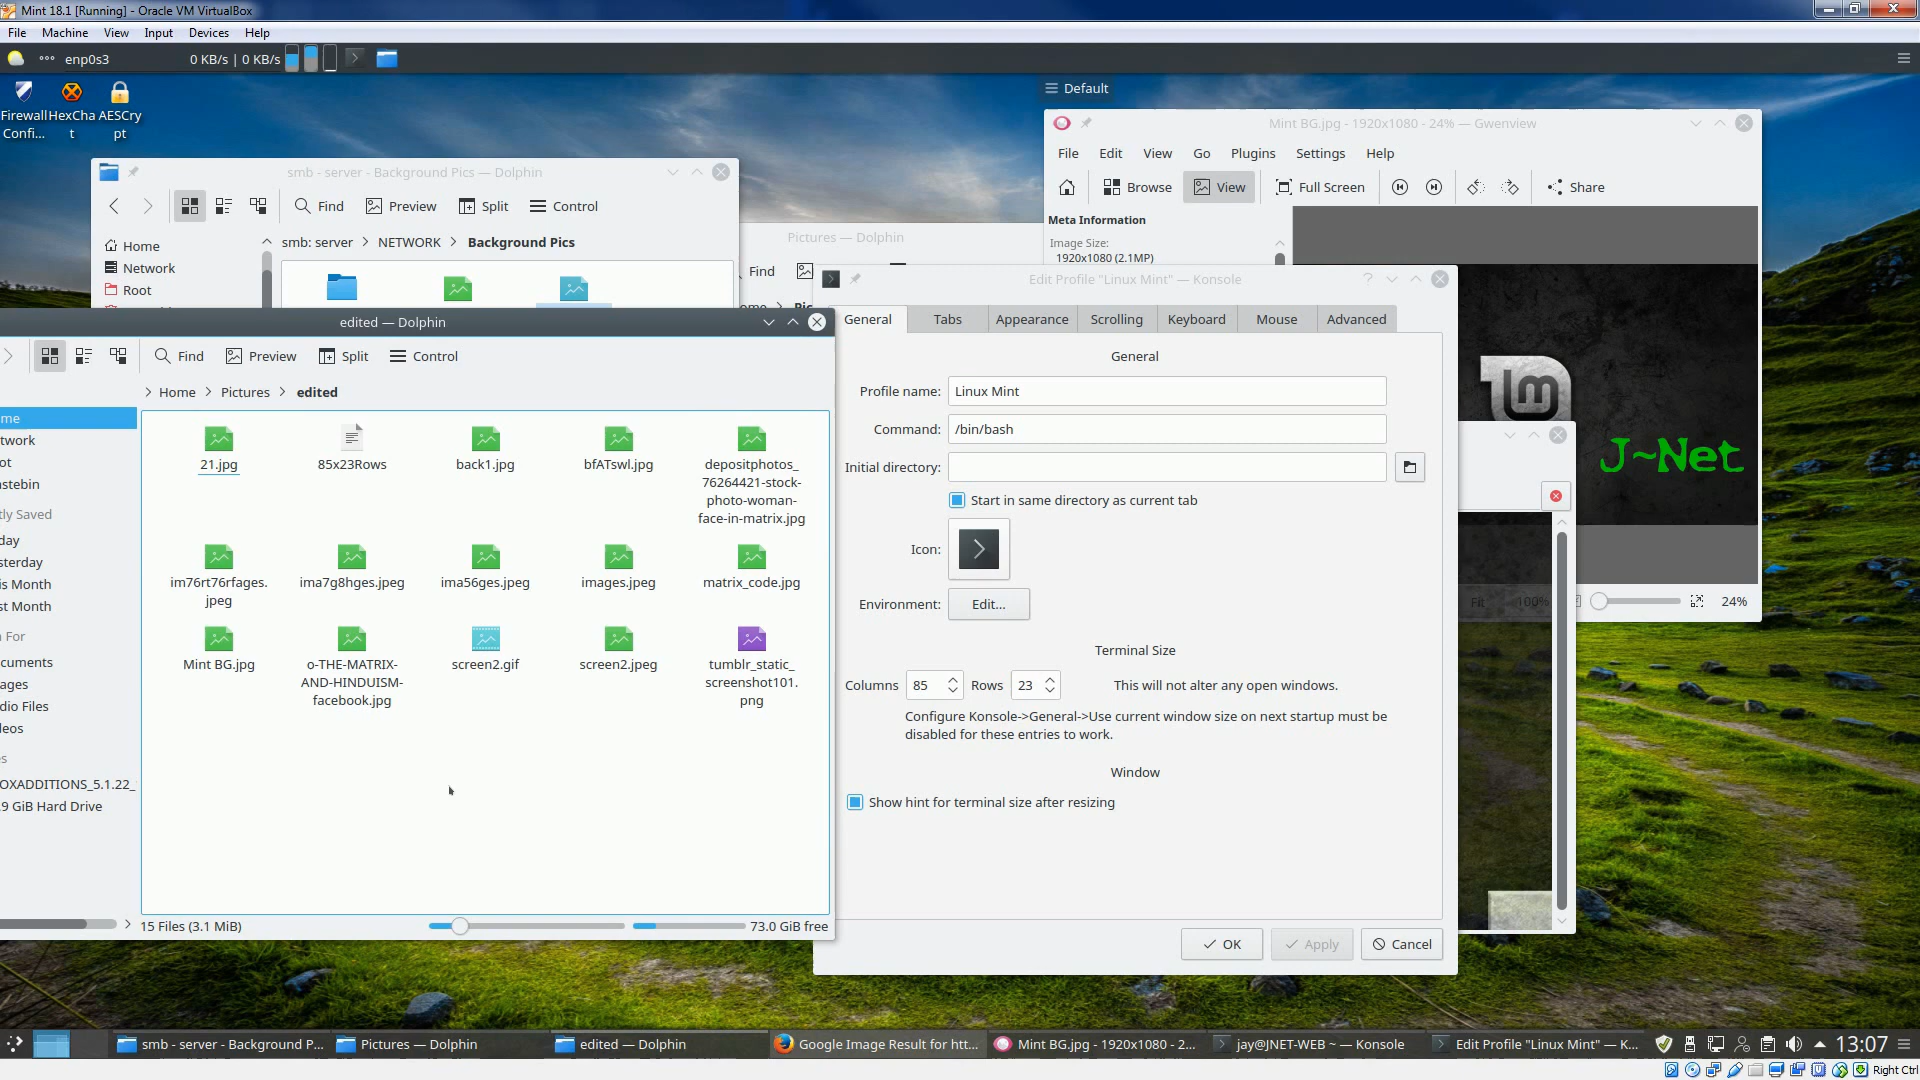 Mint 18.1 [Running] - Oracle VM VirtualBox
File Machine View Input Devices Help
enp0s3 0 KB/s | 0 KB/s
Default
Firewall Confi...
HexChat
AESCrypt
Mint BG.jpg - 1920x1080 - 24% — Gwenview
File Edit View Go Plugins Settings Help
Browse View Full Screen Share
Meta Information
Image Size:
1920x1080 (2.1MP)
smb - server - Background Pics — Dolphin
Find Preview Split Control
smb: server > NETWORK > Background Pics
Home
Network
Root
Pictures — Dolphin
Find
edited — Dolphin
Find Preview Split Control
> Home > Pictures > edited
me
twork
ot
stebin
tly Saved
day
sterday
is Month
st Month
h For
cuments
ages
dio Files
eos
es
OXADDITIONS_5.1.22_
.9 GiB Hard Drive
21.jpg
85x23Rows
back1.jpg
bfATswl.jpg
depositphotos_
76264421-stock-
photo-woman-
face-in-matrix.jpg
im76rt76rfages.
jpeg
ima7g8hges.jpeg
ima56ges.jpeg
images.jpeg
matrix_code.jpg
Mint BG.jpg
o-THE-MATRIX-
AND-HINDUISM-
facebook.jpg
screen2.gif
screen2.jpeg
tumblr_static_
screenshot101.
png
15 Files (3.1 MiB)
73.0 GiB free
Edit Profile "Linux Mint" — Konsole
General Tabs Appearance Scrolling Keyboard Mouse Advanced
General
Profile name: Linux Mint
Command: /bin/bash
Initial directory:
Start in same directory as current tab
Icon:
Environment: Edit...
Terminal Size
Columns 85 Rows 23 This will not alter any open windows.
Configure Konsole->General->Use current window size on next startup must be
disabled for these entries to work.
Window
Show hint for terminal size after resizing
OK Apply Cancel
J~Net
Fit 100% 24%
smb - server - Background P... Pictures — Dolphin edited — Dolphin Google Image Result for htt... Mint BG.jpg - 1920x1080 - 2... jay@JNET-WEB ~ — Konsole Edit Profile "Linux Mint" — K... 13:07
Right Ctrl